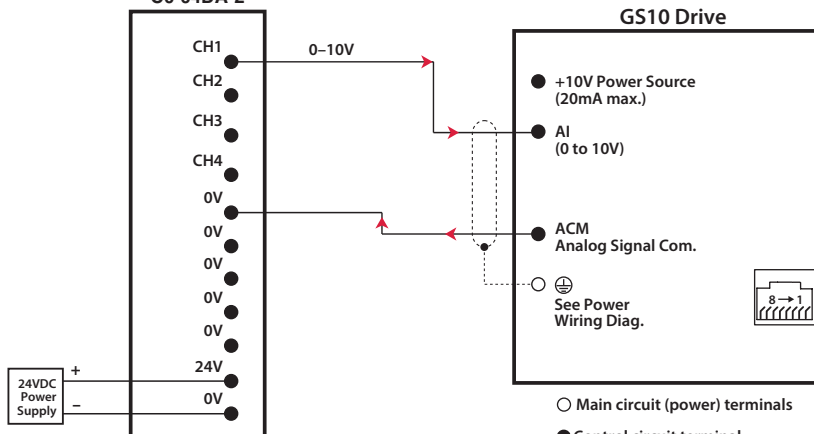 GS10 Drive
CH1
0–10V
CH2
CH3
CH4
0V
0V
0V
0V
0V
24V
0V
+10V Power Source
(20mA max.)
AI
(0 to 10V)
ACM
Analog Signal Com.
See Power
Wiring Diag.
8→1
24VDC
Power
Supply
+
–
Main circuit (power) terminals